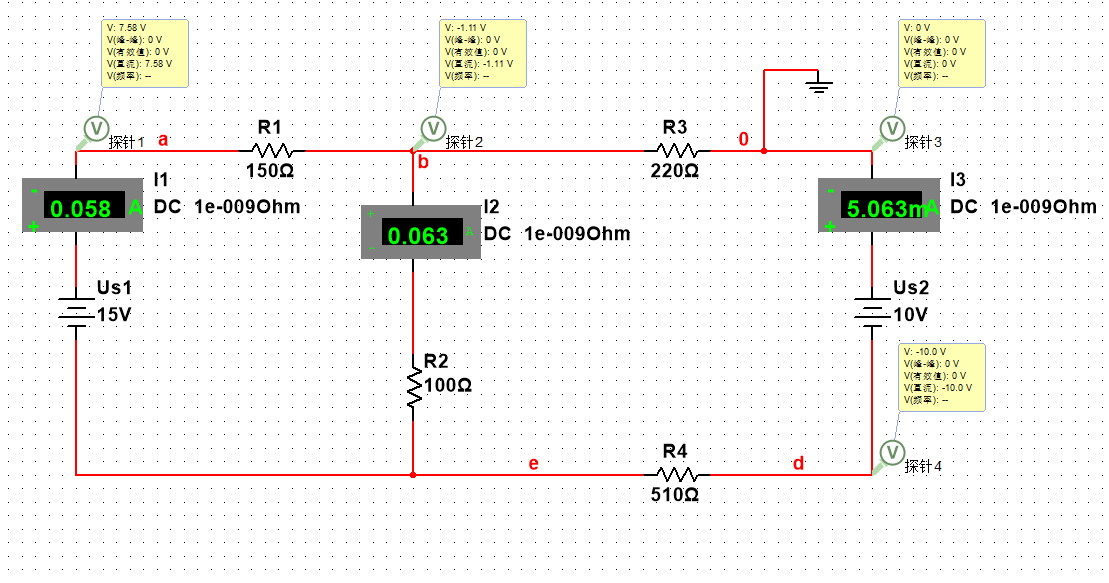 V: 7.58 V
V(峰-峰): 0 V
V(有效值): 0 V
V(直流): 7.58 V
V(频率): --
V: -1.11 V
V(峰-峰): 0 V
V(有效值): 0 V
V(直流): -1.11 V
V(频率): --
V: 0 V
V(峰-峰): 0 V
V(有效值): 0 V
V(直流): 0 V
V(频率): --
V
探针1
a
R1
150Ω
V
探针2
b
R3
220Ω
0
V
探针3
I1
-
0.058 A
+
DC 1e-009Ohm
I2
+
0.063 A
-
DC 1e-009Ohm
I3
-
5.063mA
+
DC 1e-009Ohm
Us1
15V
Us2
10V
R2
100Ω
V: -10.0 V
V(峰-峰): 0 V
V(有效值): 0 V
V(直流): -10.0 V
V(频率): --
e
R4
510Ω
d
V
探针4